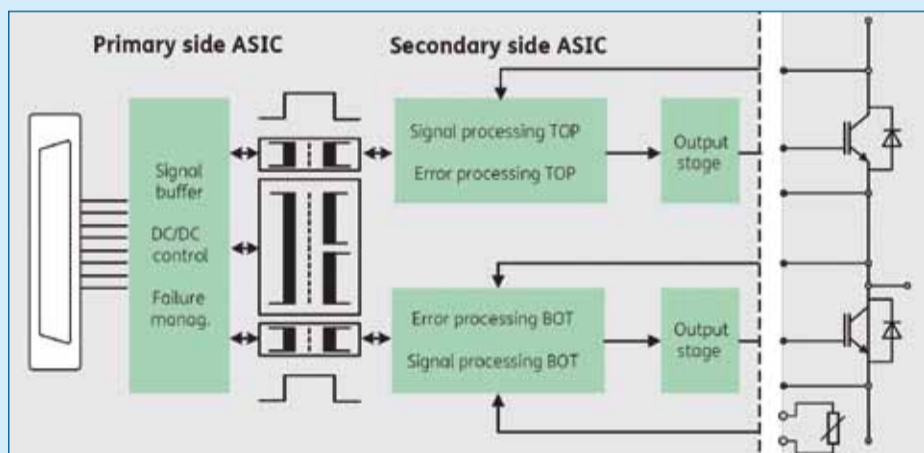 Primary side ASIC
Secondary side ASIC
Signal
buffer
DC/DC
control
Failure
manag.
Signal processing TOP
Error processing TOP
Output
stage
Error processing BOT
Signal processing BOT
Output
stage